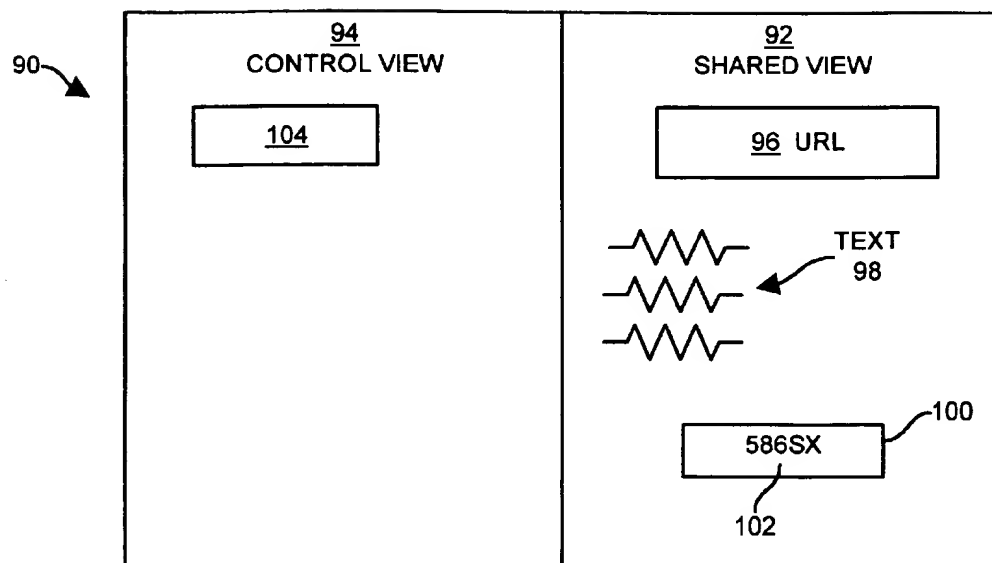 94
CONTROL VIEW
92
SHARED VIEW
90
104
96 URL
TEXT
98
100
586SX
102